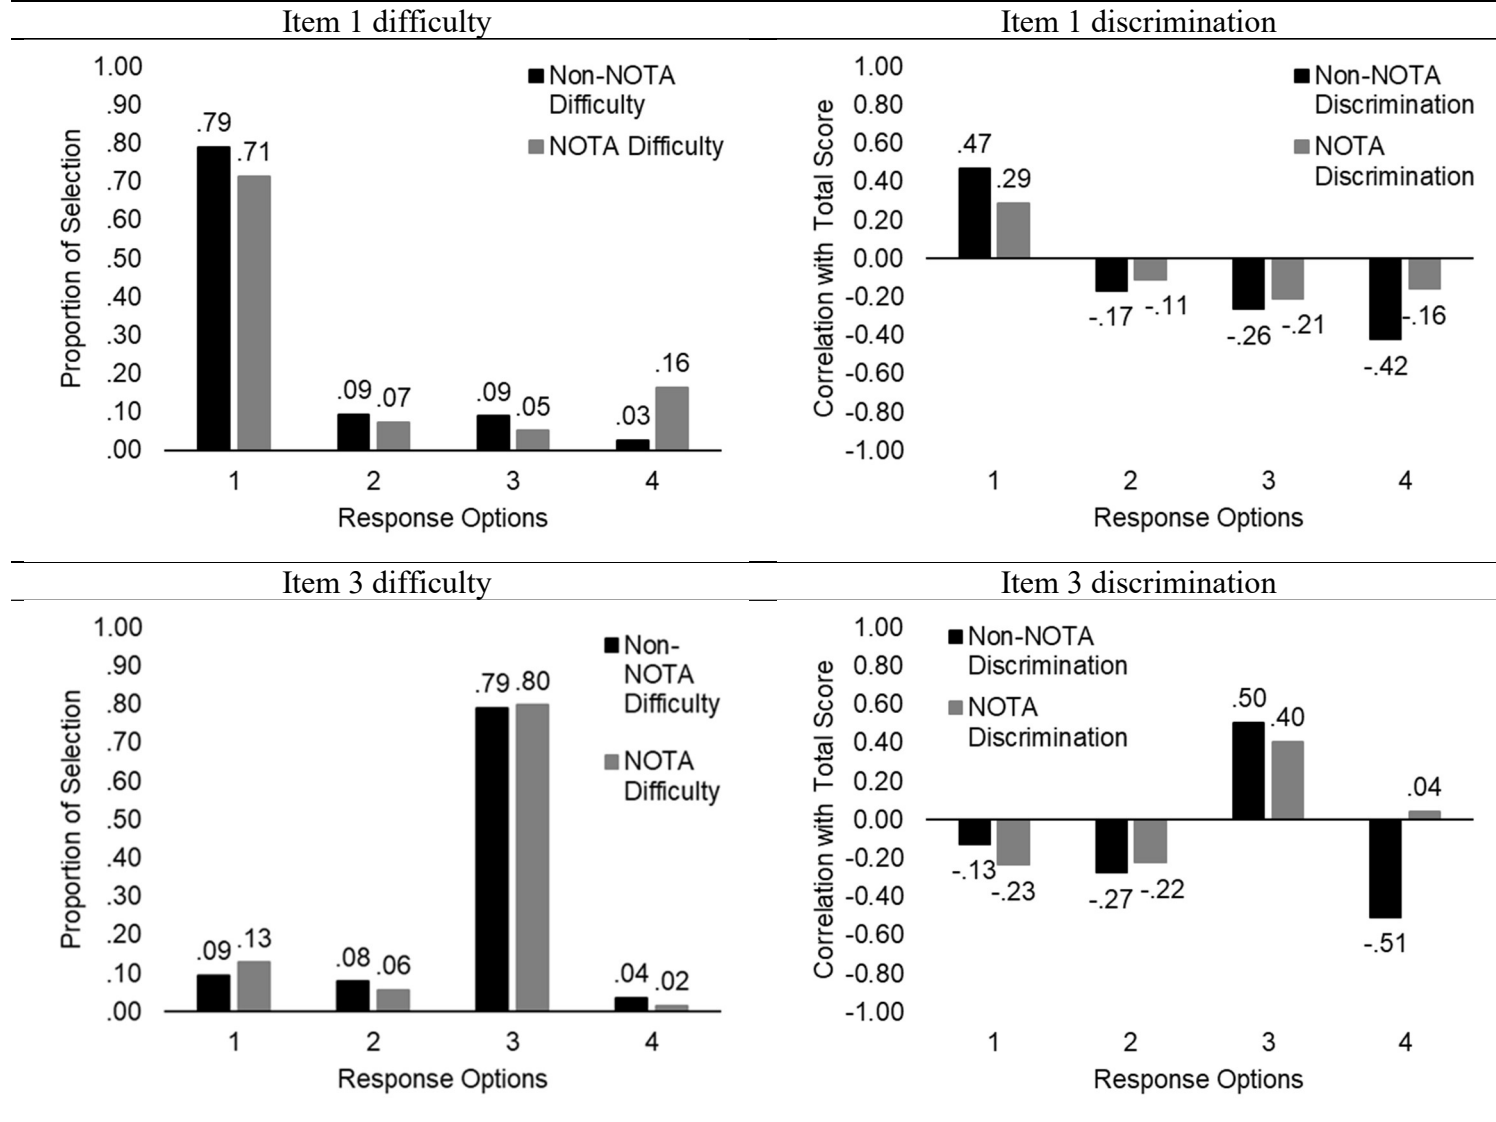 Item 1 difficulty
1.00
.90
.80
.70
.60
.50
.40
.30
.20
.10
.00
Proportion of Selection
.79
.71
.09
.07
.09
.05
.03
.16
Non-NOTA
Difficulty
NOTA Difficulty
1 2 3 4
Response Options
Item 1 discrimination
1.00
0.80
0.60
0.40
0.20
0.00
-0.20
-0.40
-0.60
-0.80
-1.00
Correlation with Total Score
.47
.29
-.17
-.11
-.26
-.21
-.42
-.16
Non-NOTA
Discrimination
NOTA
Discrimination
1 2 3 4
Response Options
Item 3 difficulty
1.00
.90
.80
.70
.60
.50
.40
.30
.20
.10
.00
Proportion of Selection
.09
.13
.08
.06
.79
.80
.04
.02
Non-
NOTA
Difficulty
NOTA
Difficulty
1 2 3 4
Response Options
Item 3 discrimination
1.00
0.80
0.60
0.40
0.20
0.00
-0.20
-0.40
-0.60
-0.80
-1.00
Correlation with Total Score
Non-NOTA
Discrimination
NOTA
Discrimination
-.13
-.23
-.27
-.22
.50
.40
-.51
.04
1 2 3 4
Response Options